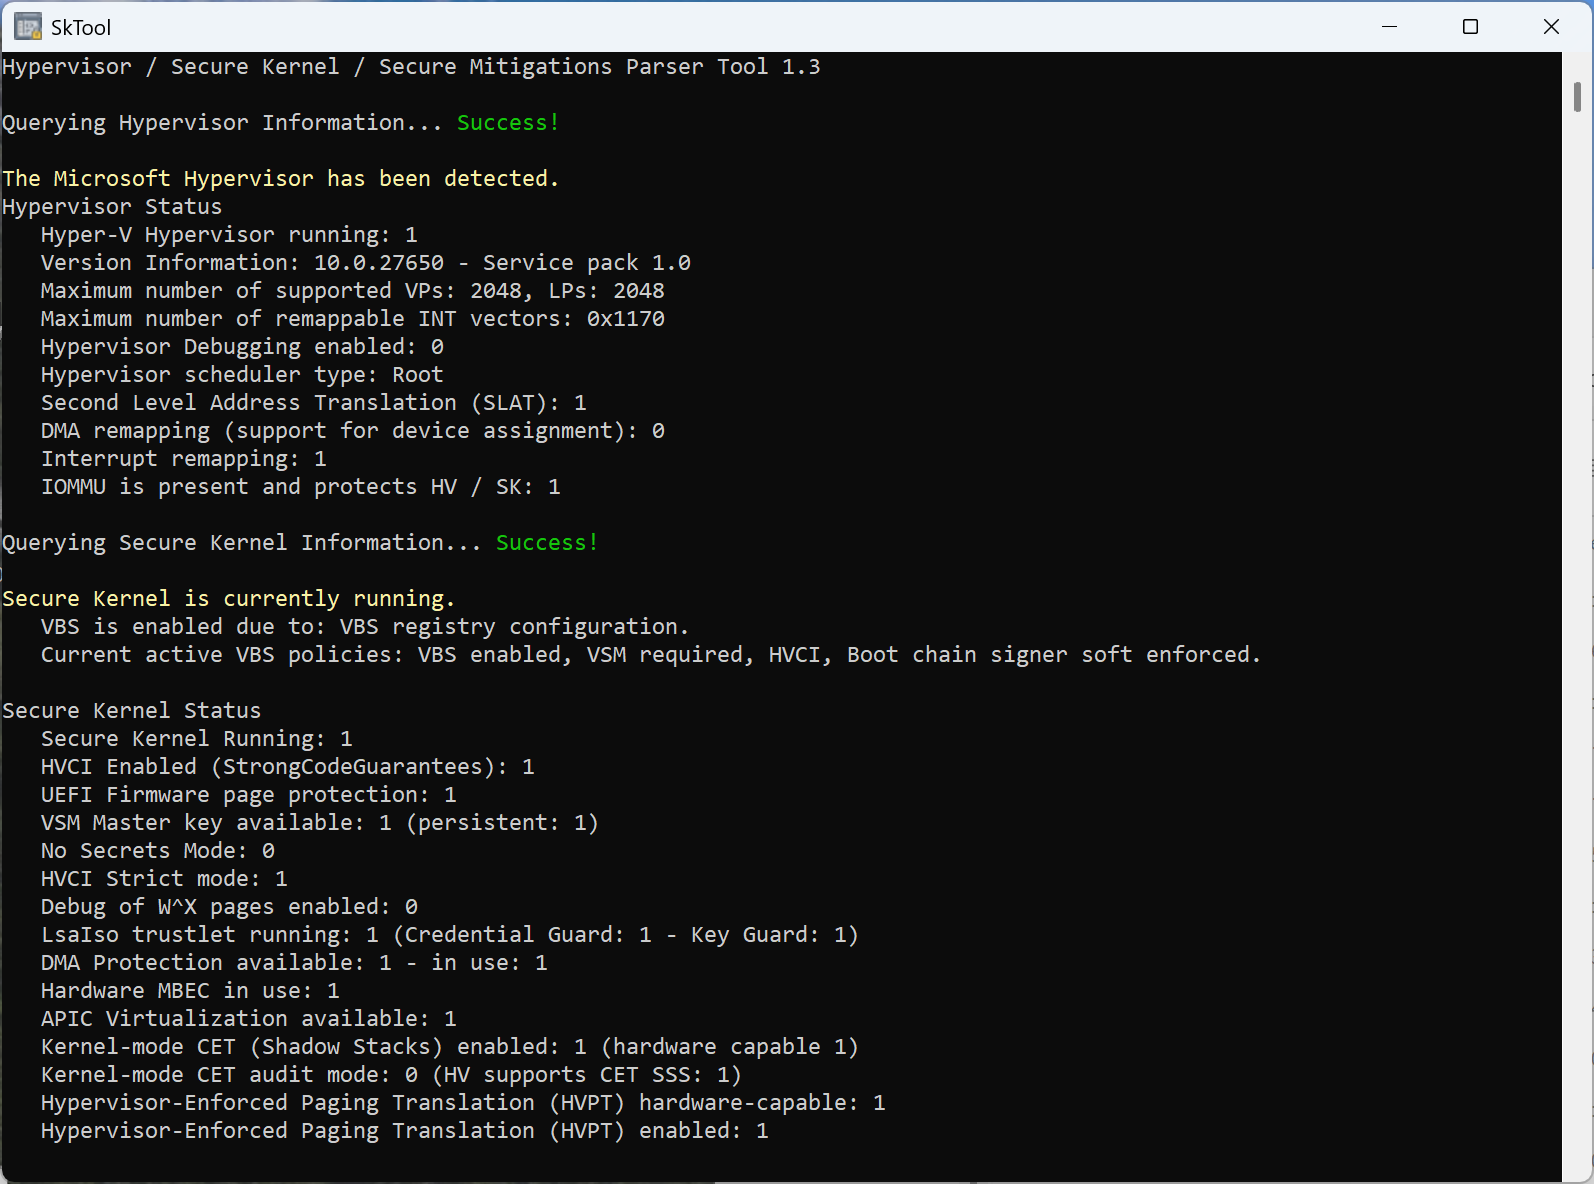 SkTool
Hypervisor / Secure Kernel / Secure Mitigations Parser Tool 1.3
Querying Hypervisor Information... Success!
The Microsoft Hypervisor has been detected.
Hypervisor Status
Hyper-V Hypervisor running: 1
Version Information: 10.0.27650 - Service pack 1.0
Maximum number of supported VPs: 2048, LPs: 2048
Maximum number of remappable INT vectors: 0x1170
Hypervisor Debugging enabled: 0
Hypervisor scheduler type: Root
Second Level Address Translation (SLAT): 1
DMA remapping (support for device assignment): 0
Interrupt remapping: 1
IOMMU is present and protects HV / SK: 1
Querying Secure Kernel Information... Success!
Secure Kernel is currently running.
VBS is enabled due to: VBS registry configuration.
Current active VBS policies: VBS enabled, VSM required, HVCI, Boot chain signer soft enforced.
Secure Kernel Status
Secure Kernel Running: 1
HVCI Enabled (StrongCodeGuarantees): 1
UEFI Firmware page protection: 1
VSM Master key available: 1 (persistent: 1)
No Secrets Mode: 0
HVCI Strict mode: 1
Debug of W^X pages enabled: 0
LsaIso trustlet running: 1 (Credential Guard: 1 - Key Guard: 1)
DMA Protection available: 1 - in use: 1
Hardware MBEC in use: 1
APIC Virtualization available: 1
Kernel-mode CET (Shadow Stacks) enabled: 1 (hardware capable 1)
Kernel-mode CET audit mode: 0 (HV supports CET SSS: 1)
Hypervisor-Enforced Paging Translation (HVPT) hardware-capable: 1
Hypervisor-Enforced Paging Translation (HVPT) enabled: 1